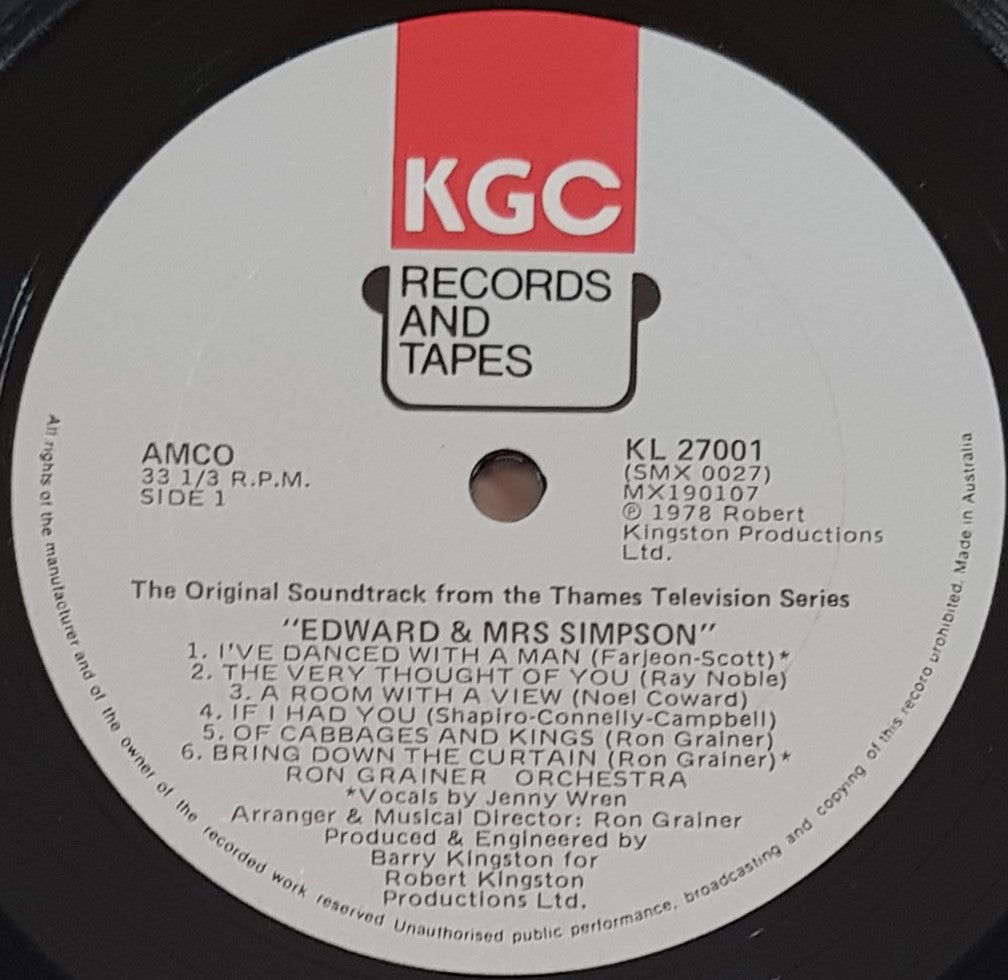 KGC
RECORDS
AND
TAPES
AMCO
33 1/3 R.P.M.
SIDE 1
KL 27001
(SMX 0027)
MX190107
℗ 1978 Robert
Kingston Productions
Ltd.
The Original Soundtrack from the Thames Television Series
"EDWARD & MRS SIMPSON"
1. I'VE DANCED WITH A MAN (Farjeon-Scott)*
2. THE VERY THOUGHT OF YOU (Ray Noble)
3. A ROOM WITH A VIEW (Noel Coward)
4. IF I HAD YOU (Shapiro-Connelly-Campbell)
5. OF CABBAGES AND KINGS (Ron Grainer)
6. BRING DOWN THE CURTAIN (Ron Grainer)*
RON GRAINER ORCHESTRA
*Vocals by Jenny Wren
Arranger & Musical Director: Ron Grainer
Produced & Engineered by
Barry Kingston for
Robert Kingston
Productions Ltd.
All rights of the manufacturer and of the owner of the recorded work reserved Unauthorised public performance, broadcasting and copying of this record prohibited. Made in Australia